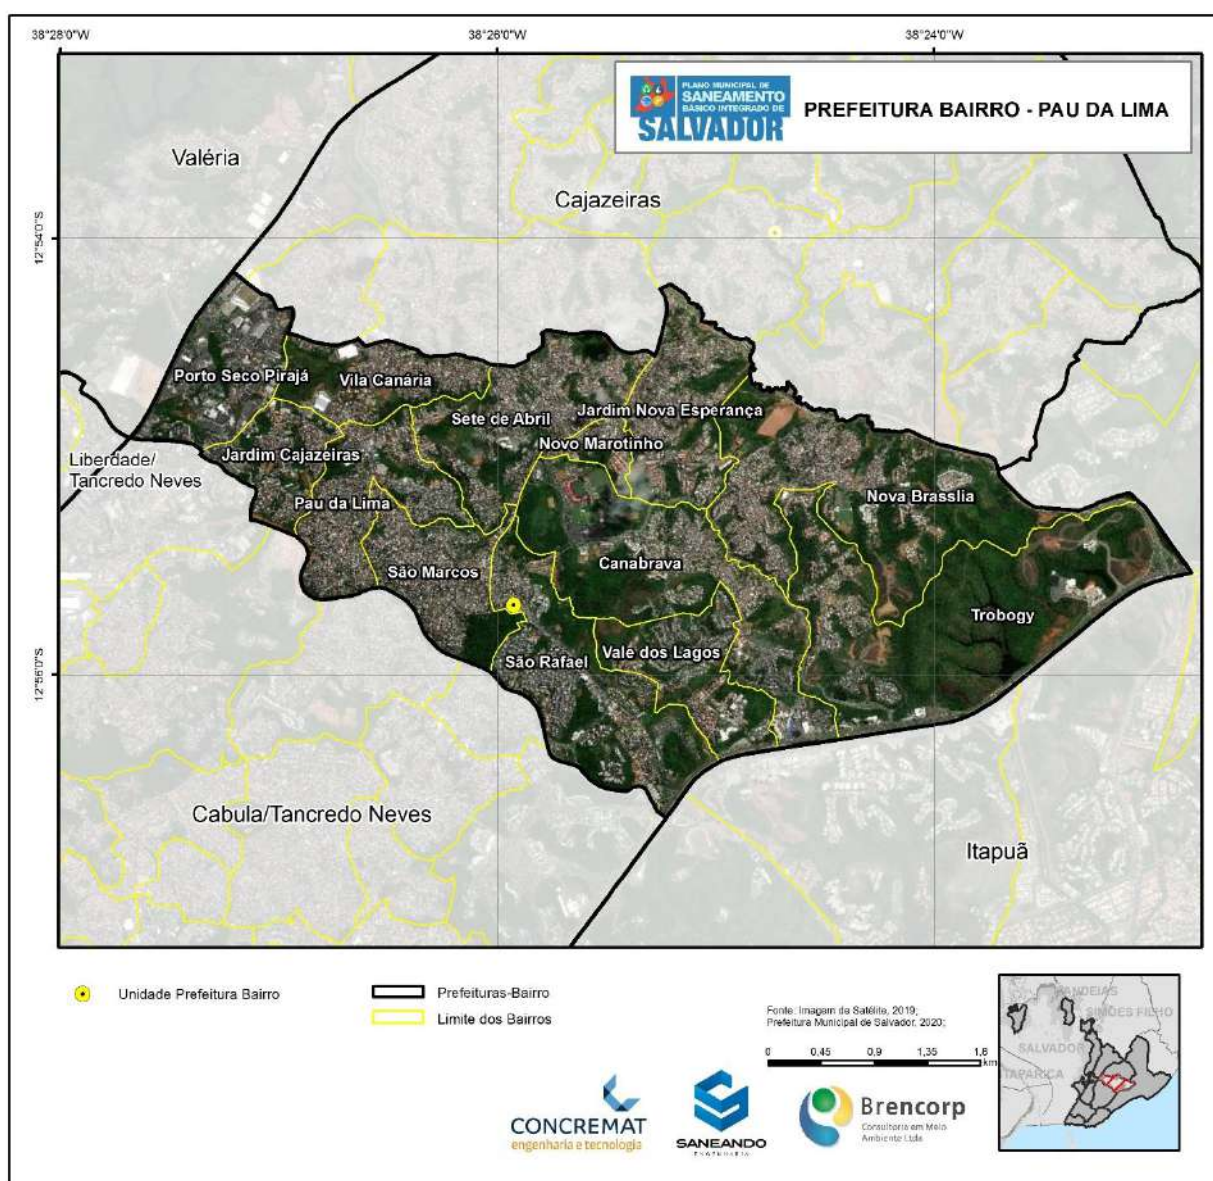 38°28'0"W
38°26'0"W
38°24'0"W
PLANO MUNICIPAL DE
SANEAMENTO
BÁSICO INTEGRADO DE
SALVADOR
PREFEITURA BAIRRO - PAU DA LIMA
Valéria
Cajazeiras
12°54'0"S
Porto Seco Pirajá
Vila Canária
Jardim Nova Esperança
Sete de Abril
Novo Marotinho
Jardim Cajazeiras
Liberdade/
Tancredo Neves
Pau da Lima
Nova Brasslia
São Marcos
Canabrava
Trobogy
Vale dos Lagos
São Rafael
12°56'0"S
Cabula/Tancredo Neves
Itapuã
Unidade Prefeitura Bairro
Prefeituras-Bairro
Limite dos Bairros
Fonte: Imagem de Satélite, 2019;
Prefeitura Municipal de Salvador, 2020;
0 0,45 0,9 1,35 1,8
km
SIMÕES FILHO
SALVADOR
CONCREMAT
engenharia e tecnologia
SANEANDO
ENGENHARIA
Brencorp
Consultoria em Meio
Ambiente Ltda